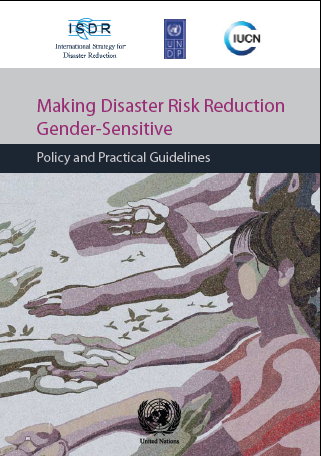 ISDR
International Strategy for
Disaster Reduction
U N
D P
IUCN
Making Disaster Risk Reduction
Gender-Sensitive
Policy and Practical Guidelines
United Nations